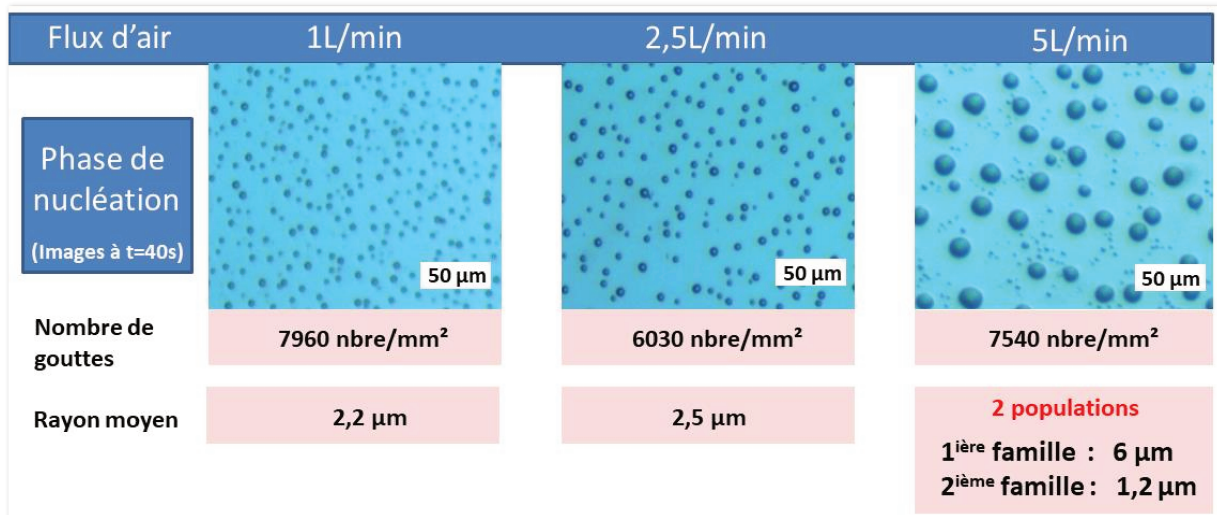 Flux d'air 1L/min 2,5L/min 5L/min
Phase de
nucléation
(Images à t=40s)
50 µm 50 µm 50 µm
Nombre de
gouttes
7960 nbre/mm² 6030 nbre/mm² 7540 nbre/mm²
Rayon moyen 2,2 µm 2,5 µm
2 populations
1ière famille : 6 µm
2ième famille : 1,2 µm